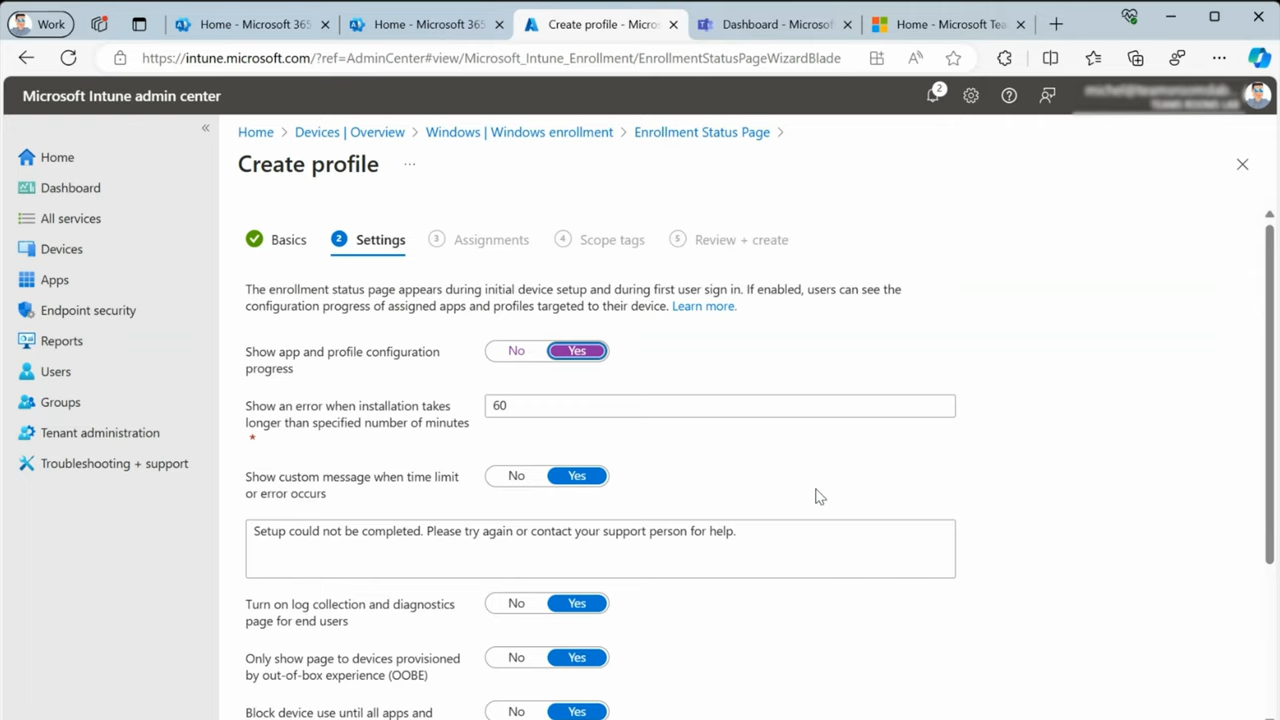 Work
Home - Microsoft 365
Home - Microsoft 365
Create profile - Micro
Dashboard - Microsof
Home - Microsoft Tea
https://intune.microsoft.com/?ref=AdminCenter#view/Microsoft_Intune_Enrollment/EnrollmentStatusPageWizardBlade
Microsoft Intune admin center
2
TEAMS ROOMS LAB
Home > Devices | Overview > Windows | Windows enrollment > Enrollment Status Page >
Create profile ...
Home
Dashboard
All services
Devices
Apps
Endpoint security
Reports
Users
Groups
Tenant administration
Troubleshooting + support
Basics
2 Settings
3 Assignments
4 Scope tags
5 Review + create
The enrollment status page appears during initial device setup and during first user sign in. If enabled, users can see the
configuration progress of assigned apps and profiles targeted to their device. Learn more.
Show app and profile configuration
progress
No Yes
Show an error when installation takes
longer than specified number of minutes
*
60
Show custom message when time limit
or error occurs
No Yes
Setup could not be completed. Please try again or contact your support person for help.
Turn on log collection and diagnostics
page for end users
No Yes
Only show page to devices provisioned
by out-of-box experience (OOBE)
No Yes
Block device use until all apps and
No Yes